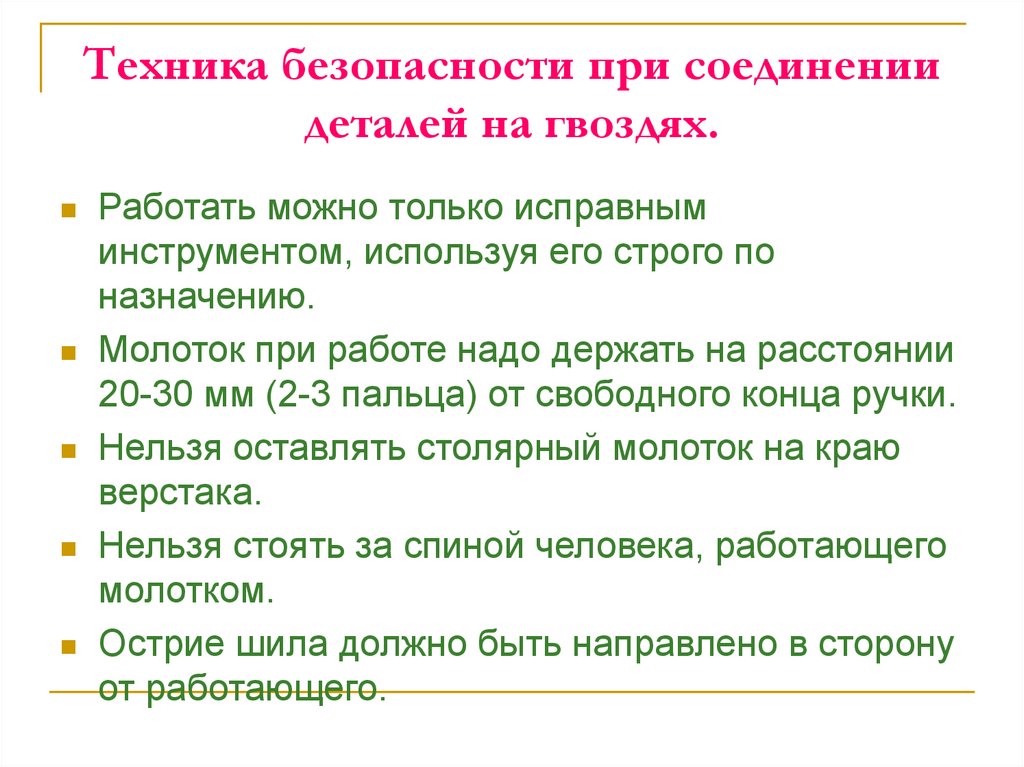 Техника безопасности при соединении
деталей на гвоздях.
Работать можно только исправным
инструментом, используя его строго по
назначению.
Молоток при работе надо держать на расстоянии
20-30 мм (2-3 пальца) от свободного конца ручки.
Нельзя оставлять столярный молоток на краю
верстака.
Нельзя стоять за спиной человека, работающего
молотком.
Острие шила должно быть направлено в сторону
от работающего.